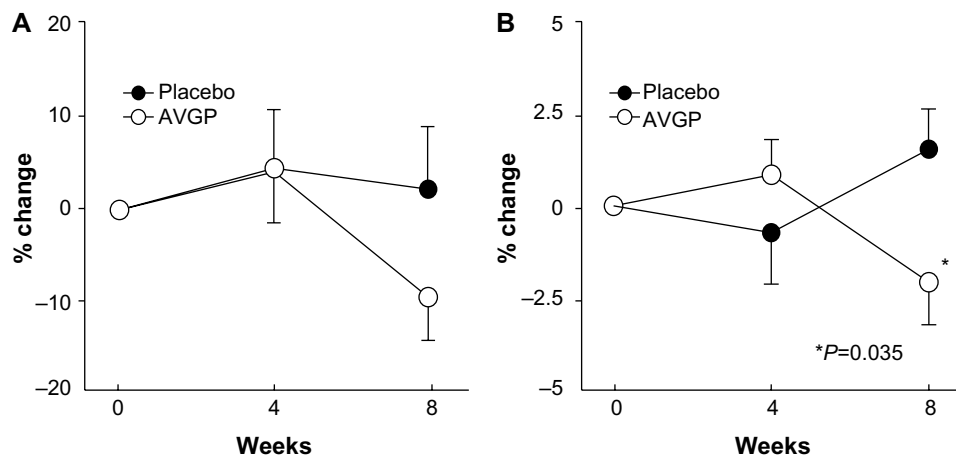 A
20
10
0
–10
–20
% change
Placebo
AVGP
0
4
8
Weeks
B
5
2.5
0
–2.5
–5
% change
Placebo
AVGP
*
*P=0.035
0
4
8
Weeks